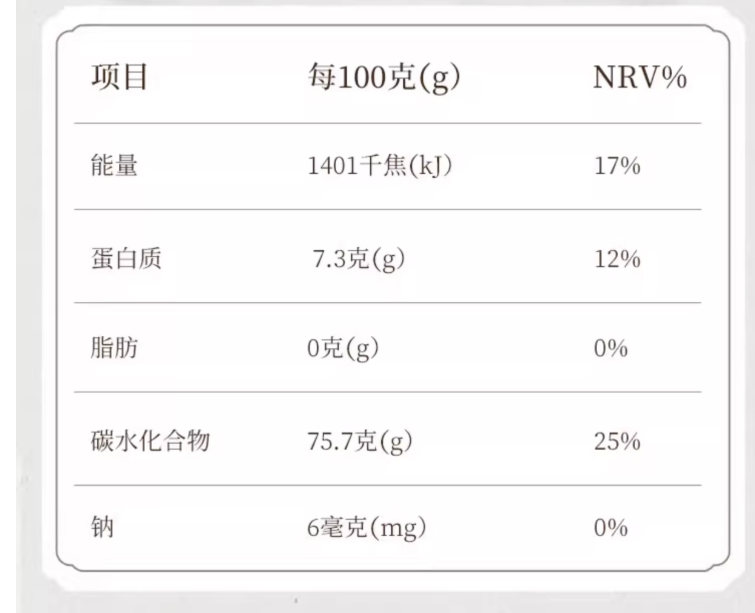 项目 每100克(g) NRV%
能量 1401千焦(kJ) 17%
蛋白质 7.3克(g) 12%
脂肪 0克(g) 0%
碳水化合物 75.7克(g) 25%
钠 6毫克(mg) 0%